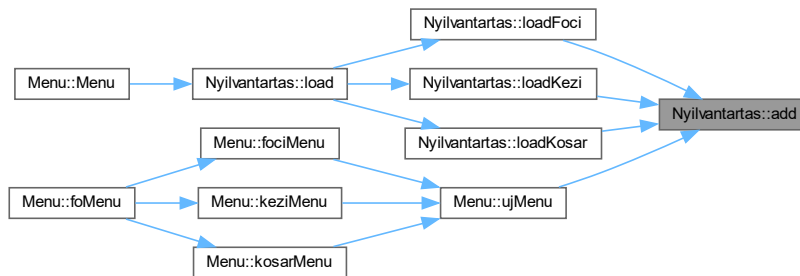 Nyilvantartas::loadFoci
Menu::Menu
Nyilvantartas::load
Nyilvantartas::loadKezi
Nyilvantartas::add
Nyilvantartas::loadKosar
Menu::fociMenu
Menu::foMenu
Menu::keziMenu
Menu::ujMenu
Menu::kosarMenu